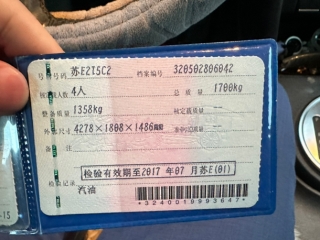 号牌号码 苏E2T5C2 档案编号 320502806042
核定载人数 4人 总质量 1700kg
整备质量 1358kg 核定载质量 --
外廓尺寸 4278×1808×1486mm 准牵引总质量 --
备注
检验有效期至2017年07月苏E(01)
检验记录
汽油
*3240019993647*